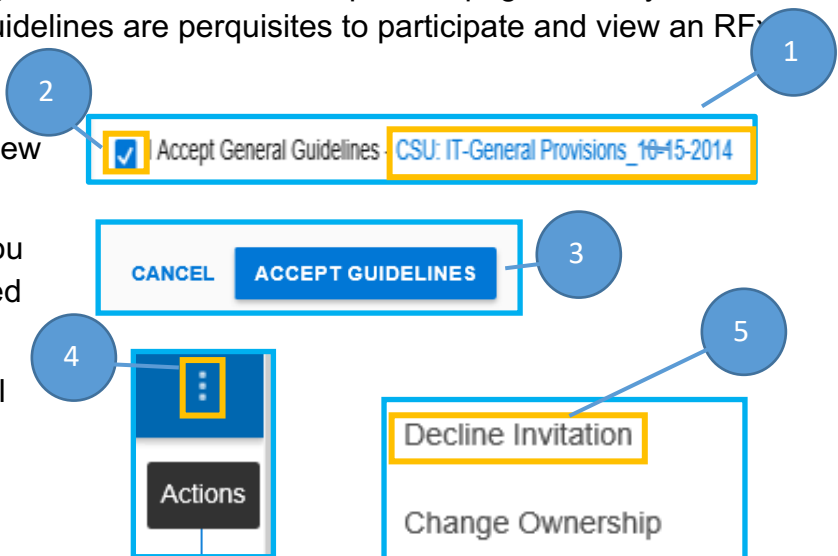 uidelines are perquisites to participate and view an RFx
1
2
ew
I Accept General Guidelines - CSU: IT-General Provisions_10-15-2014
ou
CANCEL ACCEPT GUIDELINES
3
ed
4
5
l
Decline Invitation
Actions
Change Ownership